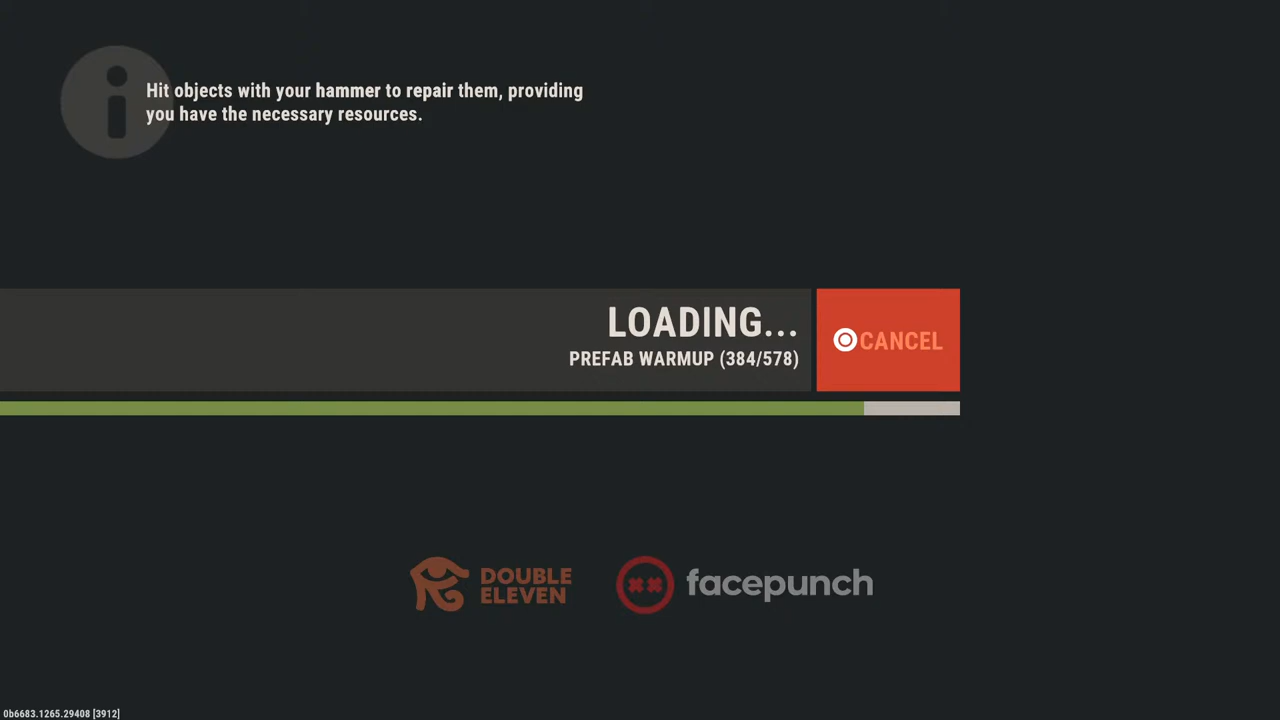 Hit objects with your hammer to repair them, providing
you have the necessary resources.
LOADING...
PREFAB WARMUP (384/578)
CANCEL
DOUBLE
ELEVEN
facepunch
0b6683.1265.29408 [3912]